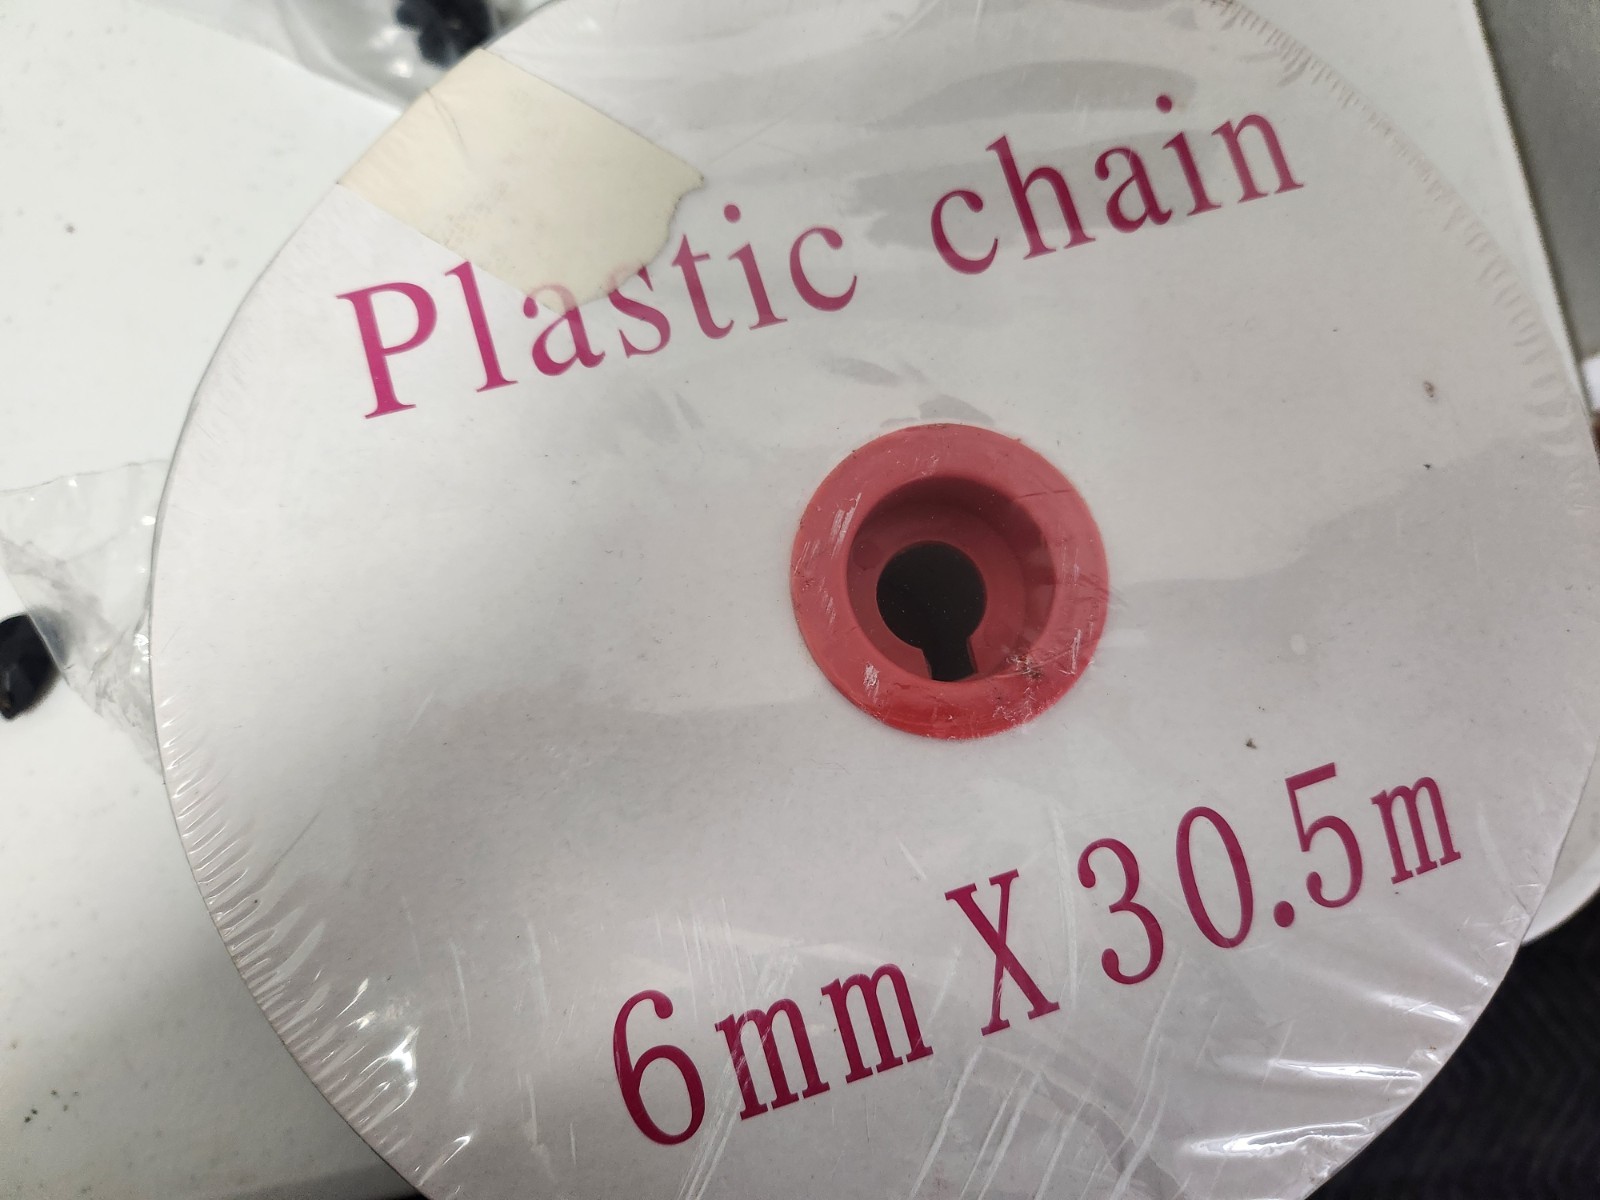 Plastic chain
6mm X 30.5m